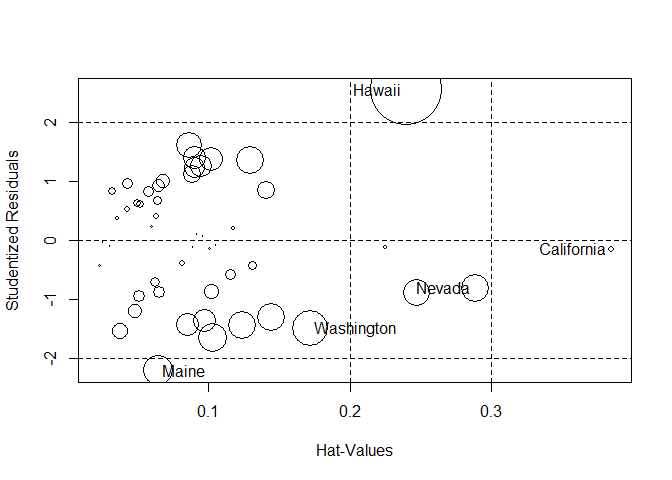 Hawaii
2
1
0
-1
-2
Studentized Residuals
California
Nevada
Washington
Maine
0.1 0.2 0.3
Hat-Values